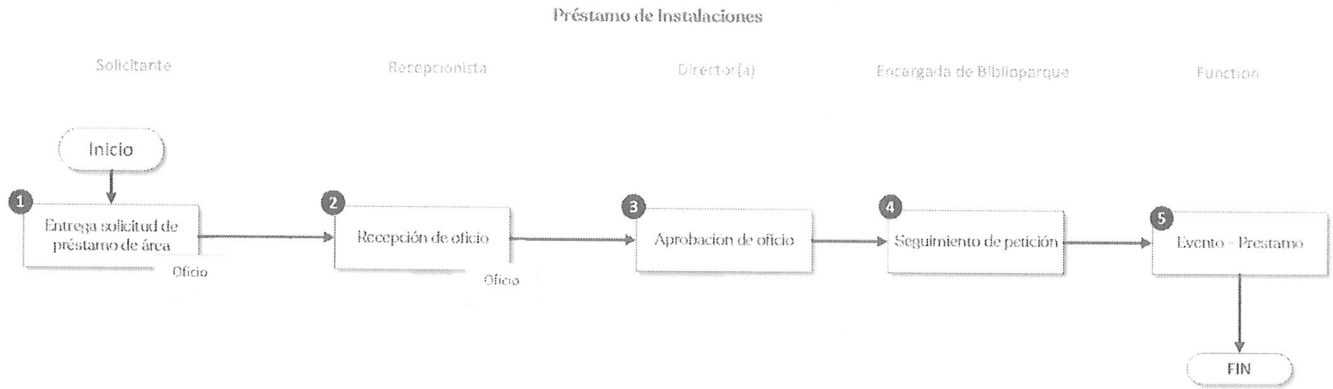 Préstamo de Instalaciones
Solicitante
Recepcionista
Director(a)
Encargada de Biblioparque
Function
Inicio
1
Entrega solicitud de
préstamo de área
Oficio
2
Recepción de oficio
Oficio
3
Aprobación de oficio
4
Seguimiento de petición
5
Evento - Prestamo
FIN